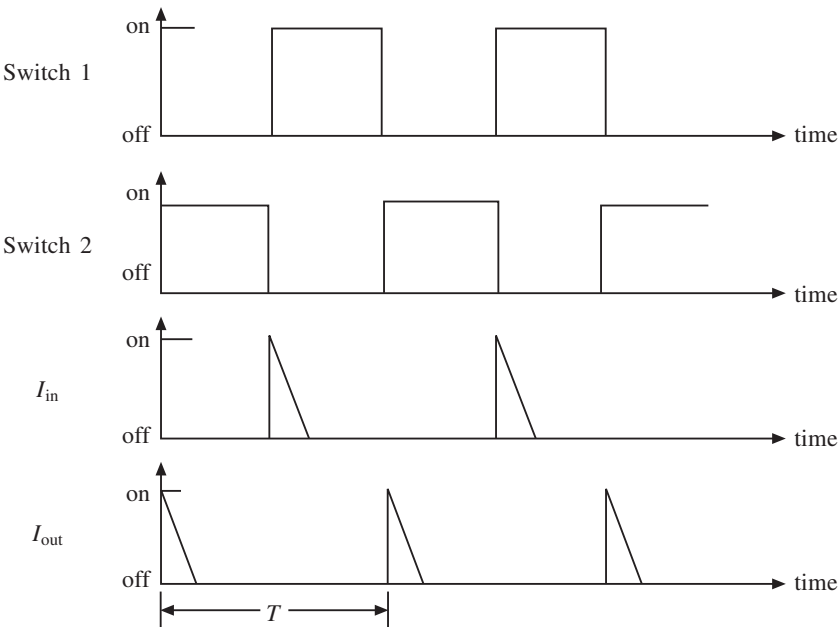 on
Switch 1
off
time
on
Switch 2
off
time
on
I_in
off
time
on
I_out
off
time
T